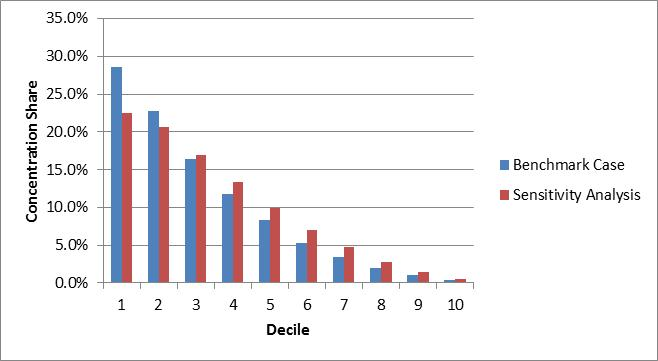 35.0%
30.0%
25.0%
20.0%
15.0%
10.0%
5.0%
0.0%
Concentration Share
1 2 3 4 5 6 7 8 9 10
Decile
Benchmark Case
Sensitivity Analysis